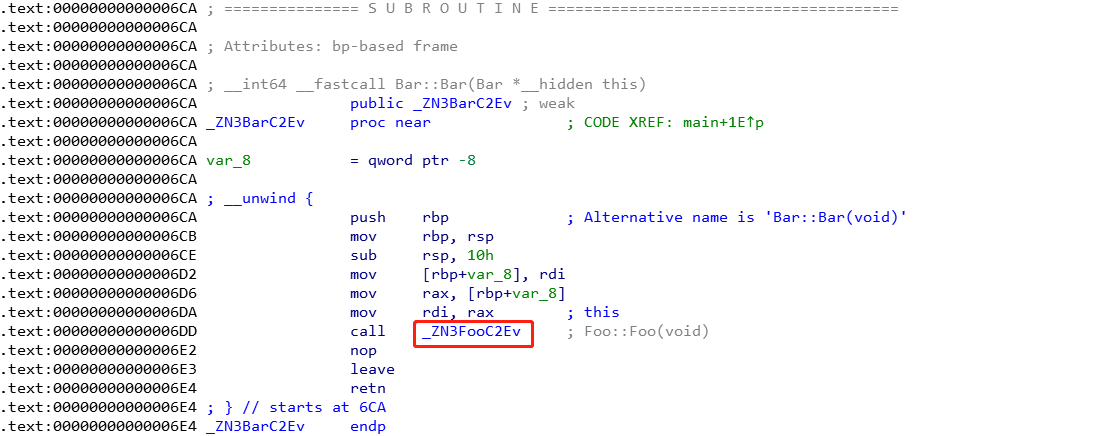 .text:00000000000006CA ; =============== S U B R O U T I N E =======================================
.text:00000000000006CA
.text:00000000000006CA ; Attributes: bp-based frame
.text:00000000000006CA
.text:00000000000006CA ; __int64 __fastcall Bar::Bar(Bar *__hidden this)
.text:00000000000006CA                 public _ZN3BarC2Ev ; weak
.text:00000000000006CA _ZN3BarC2Ev     proc near               ; CODE XREF: main+1E↑p
.text:00000000000006CA
.text:00000000000006CA var_8           = qword ptr -8
.text:00000000000006CA
.text:00000000000006CA ; __unwind {
.text:00000000000006CA                 push    rbp             ; Alternative name is 'Bar::Bar(void)'
.text:00000000000006CB                 mov     rbp, rsp
.text:00000000000006CE                 sub     rsp, 10h
.text:00000000000006D2                 mov     [rbp+var_8], rdi
.text:00000000000006D6                 mov     rax, [rbp+var_8]
.text:00000000000006DA                 mov     rdi, rax        ; this
.text:00000000000006DD                 call    _ZN3FooC2Ev     ; Foo::Foo(void)
.text:00000000000006E2                 nop
.text:00000000000006E3                 leave
.text:00000000000006E4                 retn
.text:00000000000006E4 ; } // starts at 6CA
.text:00000000000006E4 _ZN3BarC2Ev     endp